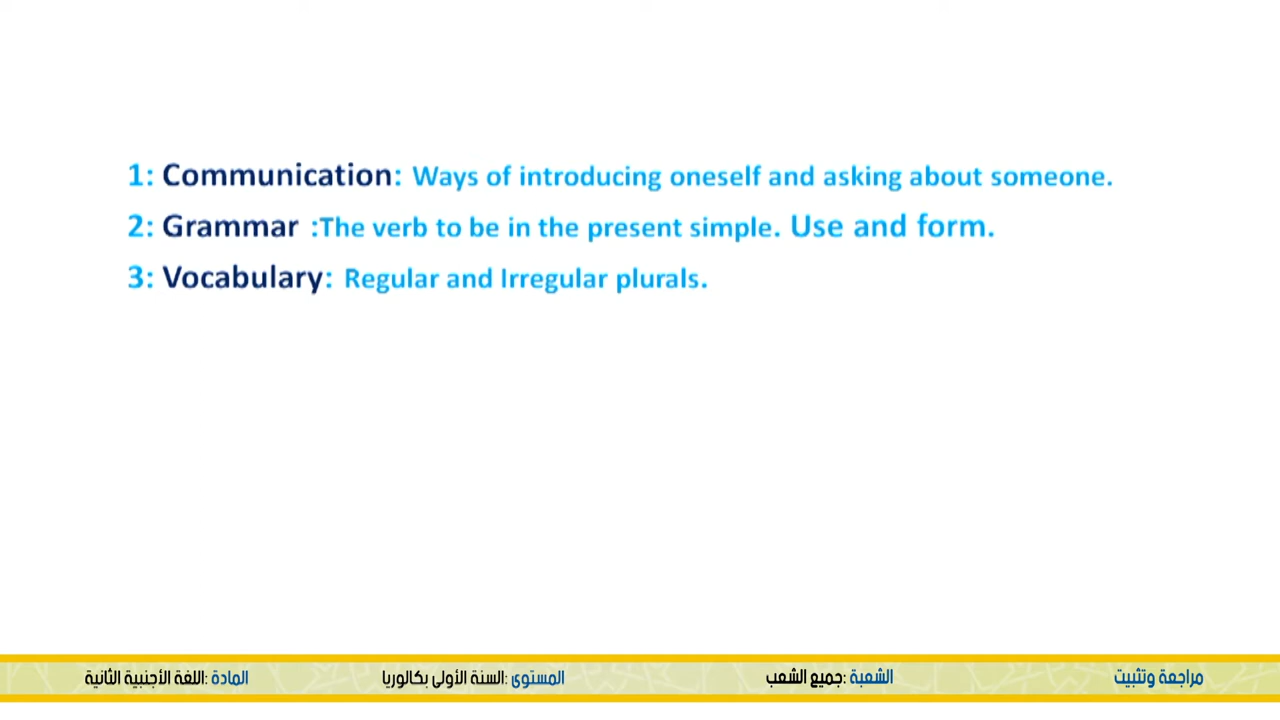 1: Communication: Ways of introducing oneself and asking about someone.
2: Grammar :The verb to be in the present simple. Use and form.
3: Vocabulary: Regular and Irregular plurals.
مراجعة وتثبيت الشعبة :جميع الشعب المستوى :السنة الأولى بكالوريا المادة :اللغة الأجنبية الثانية